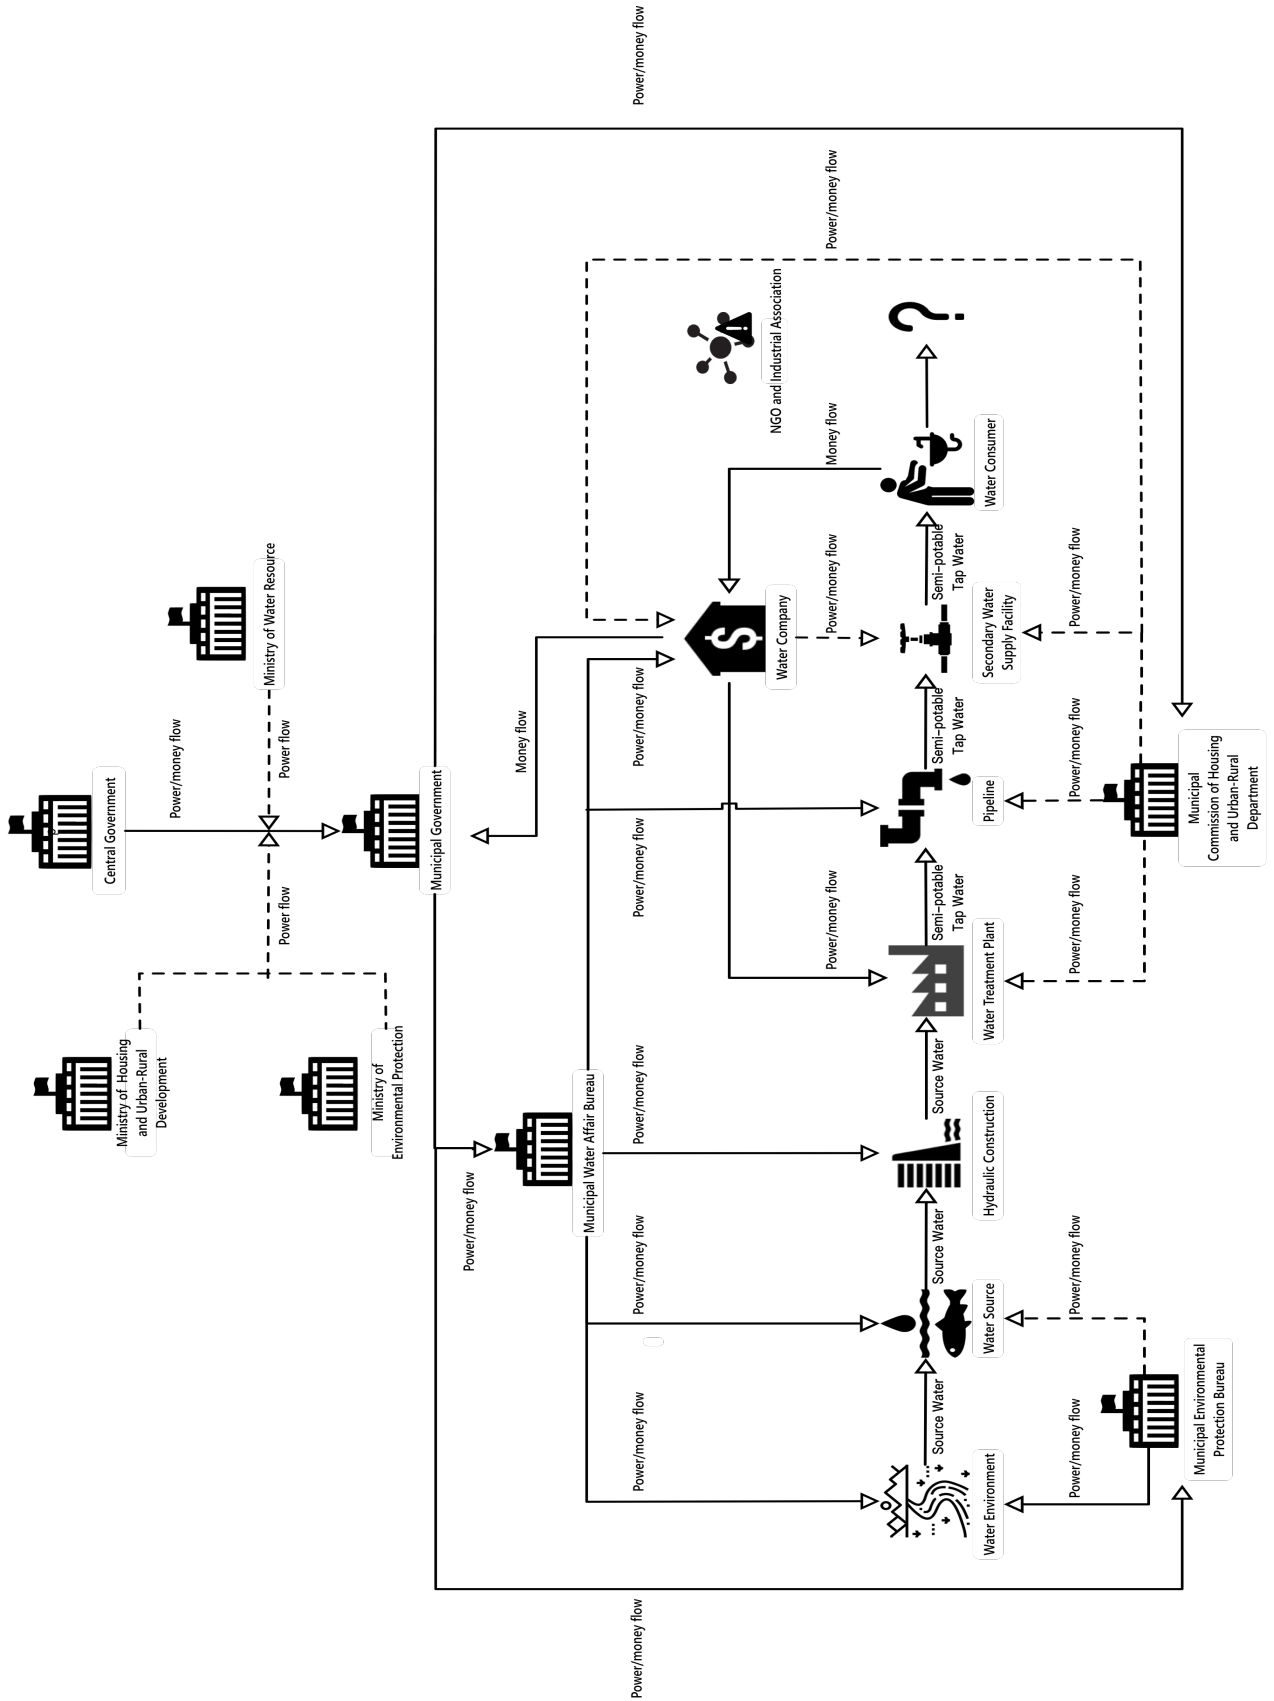 Central Government
Ministry of Housing
and Urban-Rural
Development
Power/money flow
Ministry of Water Resource
Power flow
Power flow
Ministry of
Environmental Protection
Municipal Government
Power/money flow
Money flow
Municipal Water Affair Bureau
Power/money flow
Power/money flow
Power/money flow
Power/money flow
Power/money flow
Power/money flow
Power/money flow
Water Company
NGO and Industrial Association
Power/money flow
Power/money flow
Money flow
Power/money flow
Source Water
Source Water
Source Water
Semi-potable
Tap Water
Semi-potable
Tap Water
Semi-potable
Tap Water
Water Environment
Water Source
Hydraulic Construction
Water Treatment Plant
Pipeline
Secondary Water
Supply Facility
Water Consumer
Power/money flow
Power/money flow
Power/money flow
Power/money flow
Power/money flow
Municipal Environmental
Protection Bureau
Municipal
Commission of Housing
and Urban-Rural
Department